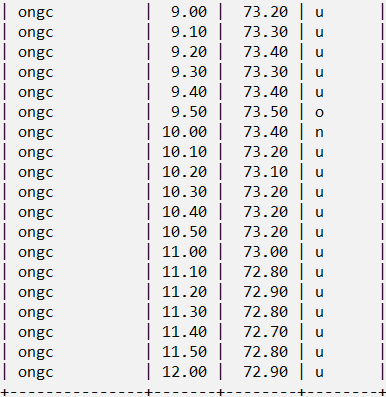 | ongc          |  9.00 |  73.20 | u      |
| ongc          |  9.10 |  73.30 | u      |
| ongc          |  9.20 |  73.40 | u      |
| ongc          |  9.30 |  73.30 | u      |
| ongc          |  9.40 |  73.40 | u      |
| ongc          |  9.50 |  73.50 | o      |
| ongc          | 10.00 |  73.40 | n      |
| ongc          | 10.10 |  73.20 | u      |
| ongc          | 10.20 |  73.10 | u      |
| ongc          | 10.30 |  73.20 | u      |
| ongc          | 10.40 |  73.20 | u      |
| ongc          | 10.50 |  73.20 | u      |
| ongc          | 11.00 |  73.00 | u      |
| ongc          | 11.10 |  72.80 | u      |
| ongc          | 11.20 |  72.90 | u      |
| ongc          | 11.30 |  72.80 | u      |
| ongc          | 11.40 |  72.70 | u      |
| ongc          | 11.50 |  72.80 | u      |
| ongc          | 12.00 |  72.90 | u      |
+---------------+-------+--------+--------+